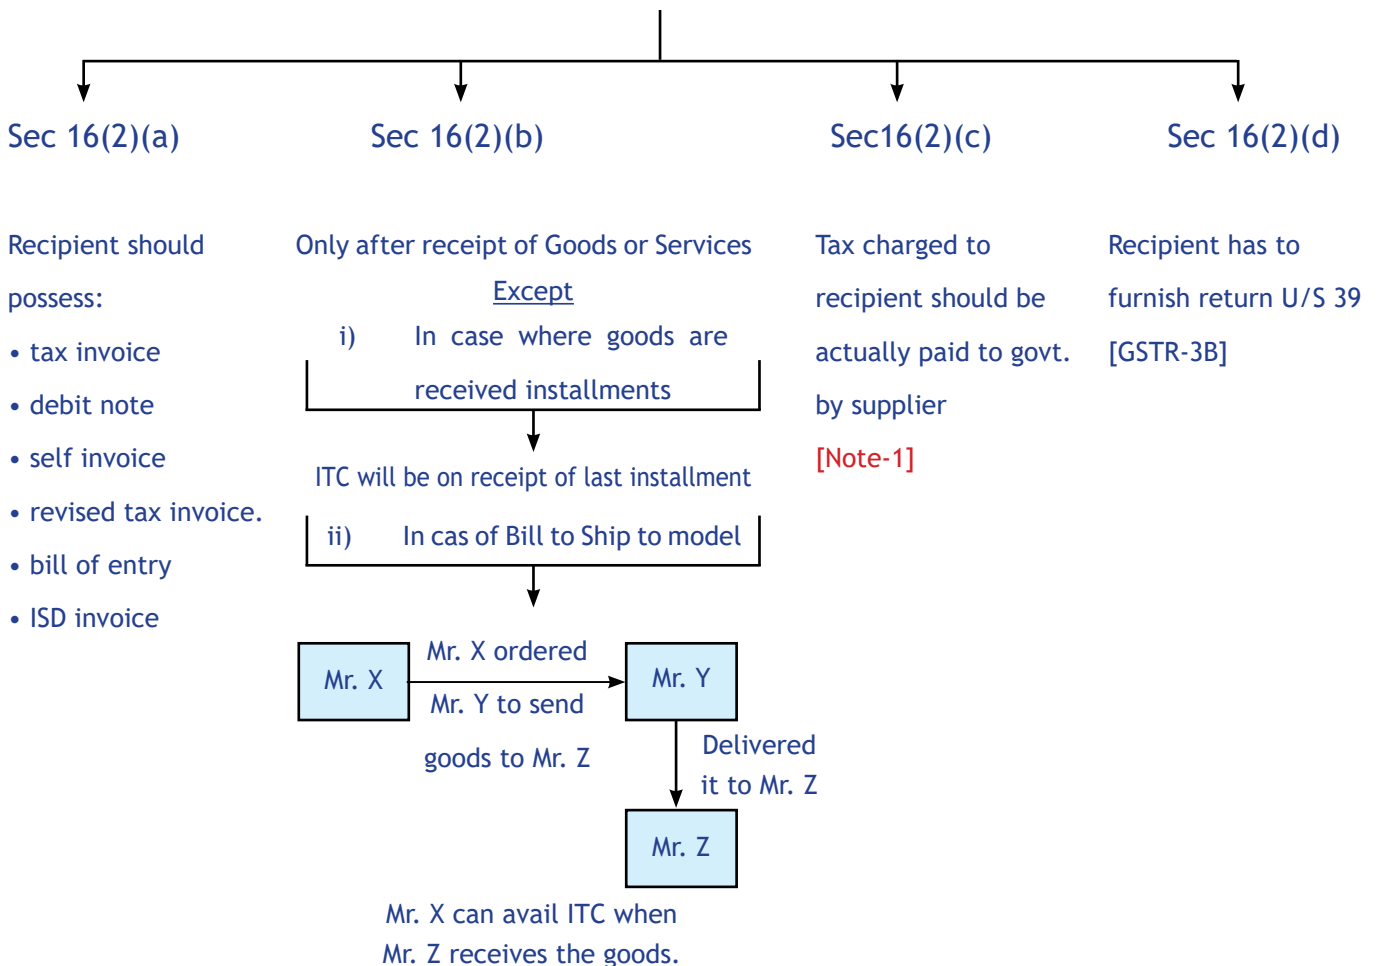 Sec 16(2)(a)
Sec 16(2)(b)
Sec16(2)(c)
Sec 16(2)(d)
Recipient should
possess:
• tax invoice
• debit note
• self invoice
• revised tax invoice.
• bill of entry
• ISD invoice
Only after receipt of Goods or Services
Except
i) In case where goods are
received installments
ITC will be on receipt of last installment
ii) In cas of Bill to Ship to model
Mr. X
Mr. X ordered
Mr. Y to send
goods to Mr. Z
Mr. Y
Delivered
it to Mr. Z
Mr. Z
Mr. X can avail ITC when
Mr. Z receives the goods.
Tax charged to
recipient should be
actually paid to govt.
by supplier
[Note-1]
Recipient has to
furnish return U/S 39
[GSTR-3B]